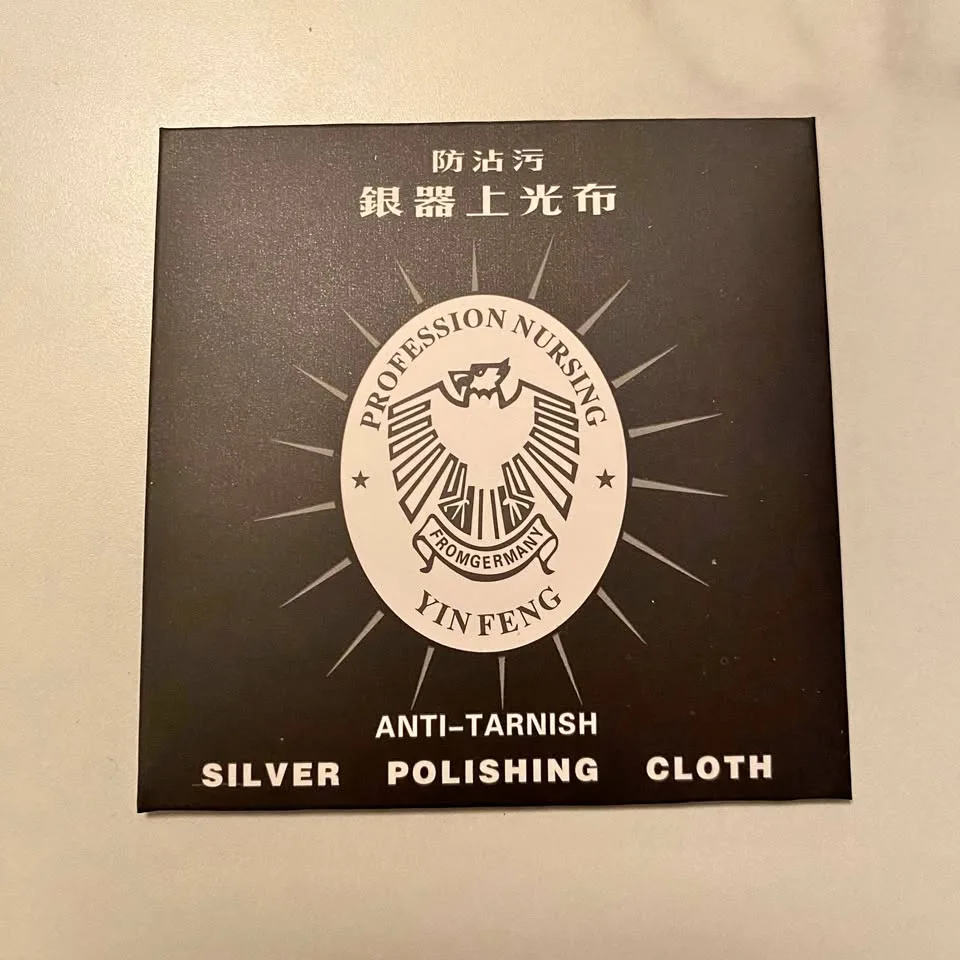 防沾污
銀器上光布
PROFESSION NURSING
FROMGERMANY
YIN FENG
ANTI-TARNISH
SILVER POLISHING CLOTH